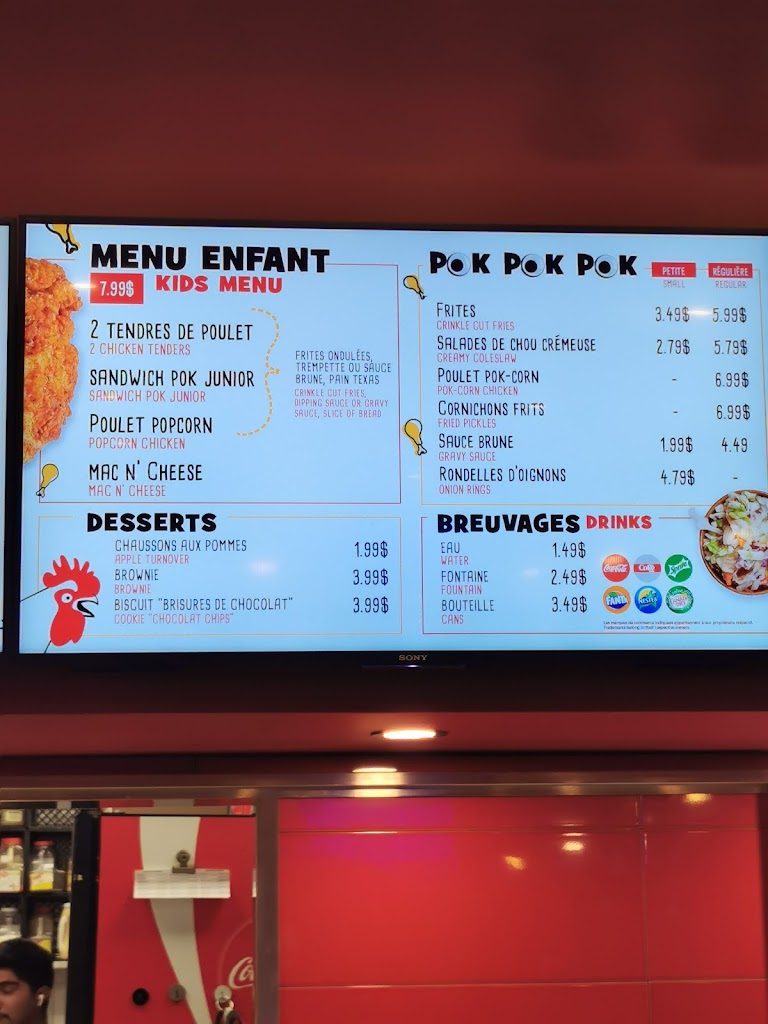 MENU ENFANT
7.99$ KIDS MENU
2 TENDRES DE POULET
2 CHICKEN TENDERS
SANDWICH POK JUNIOR
SANDWICH POK JUNIOR
POULET POPCORN
POPCORN CHICKEN
MAC N' CHEESE
MAC N' CHEESE
FRITES ONDULÉES,
TREMPETTE OU SAUCE
BRUNE, PAIN TEXAS
CRINKLE CUT FRIES,
DIPPING SAUCE OR GRAVY
SAUCE, SLICE OF BREAD
POK POK POK
PETITE RÉGULIÈRE
SMALL REGULAR
FRITES 3.49$ 5.99$
CRINKLE CUT FRIES
SALADES DE CHOU CRÉMEUSE 2.79$ 5.79$
CREAMY COLESLAW
POULET POK-CORN - 6.99$
POK-CORN CHICKEN
CORNICHONS FRITS - 6.99$
FRIED PICKLES
SAUCE BRUNE 1.99$ 4.49
GRAVY SAUCE
RONDELLES D'OIGNONS 4.79$ -
ONION RINGS
DESSERTS
CHAUSSONS AUX POMMES 1.99$
APPLE TURNOVER
BROWNIE 3.99$
BROWNIE
BISCUIT "BRISURES DE CHOCOLAT" 3.99$
COOKIE "CHOCOLAT CHIPS"
BREUVAGES DRINKS
EAU 1.49$
WATER
FONTAINE 2.49$
FOUNTAIN
BOUTEILLE 3.49$
CANS
Coca-Cola Coke Sprite
FANTA NESTEA
SONY